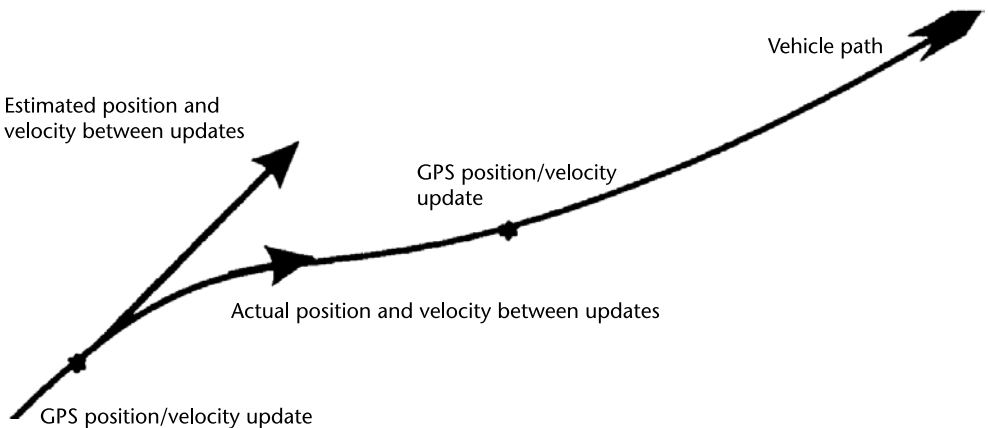 Vehicle path
Estimated position and
velocity between updates
GPS position/velocity
update
Actual position and velocity between updates
GPS position/velocity update